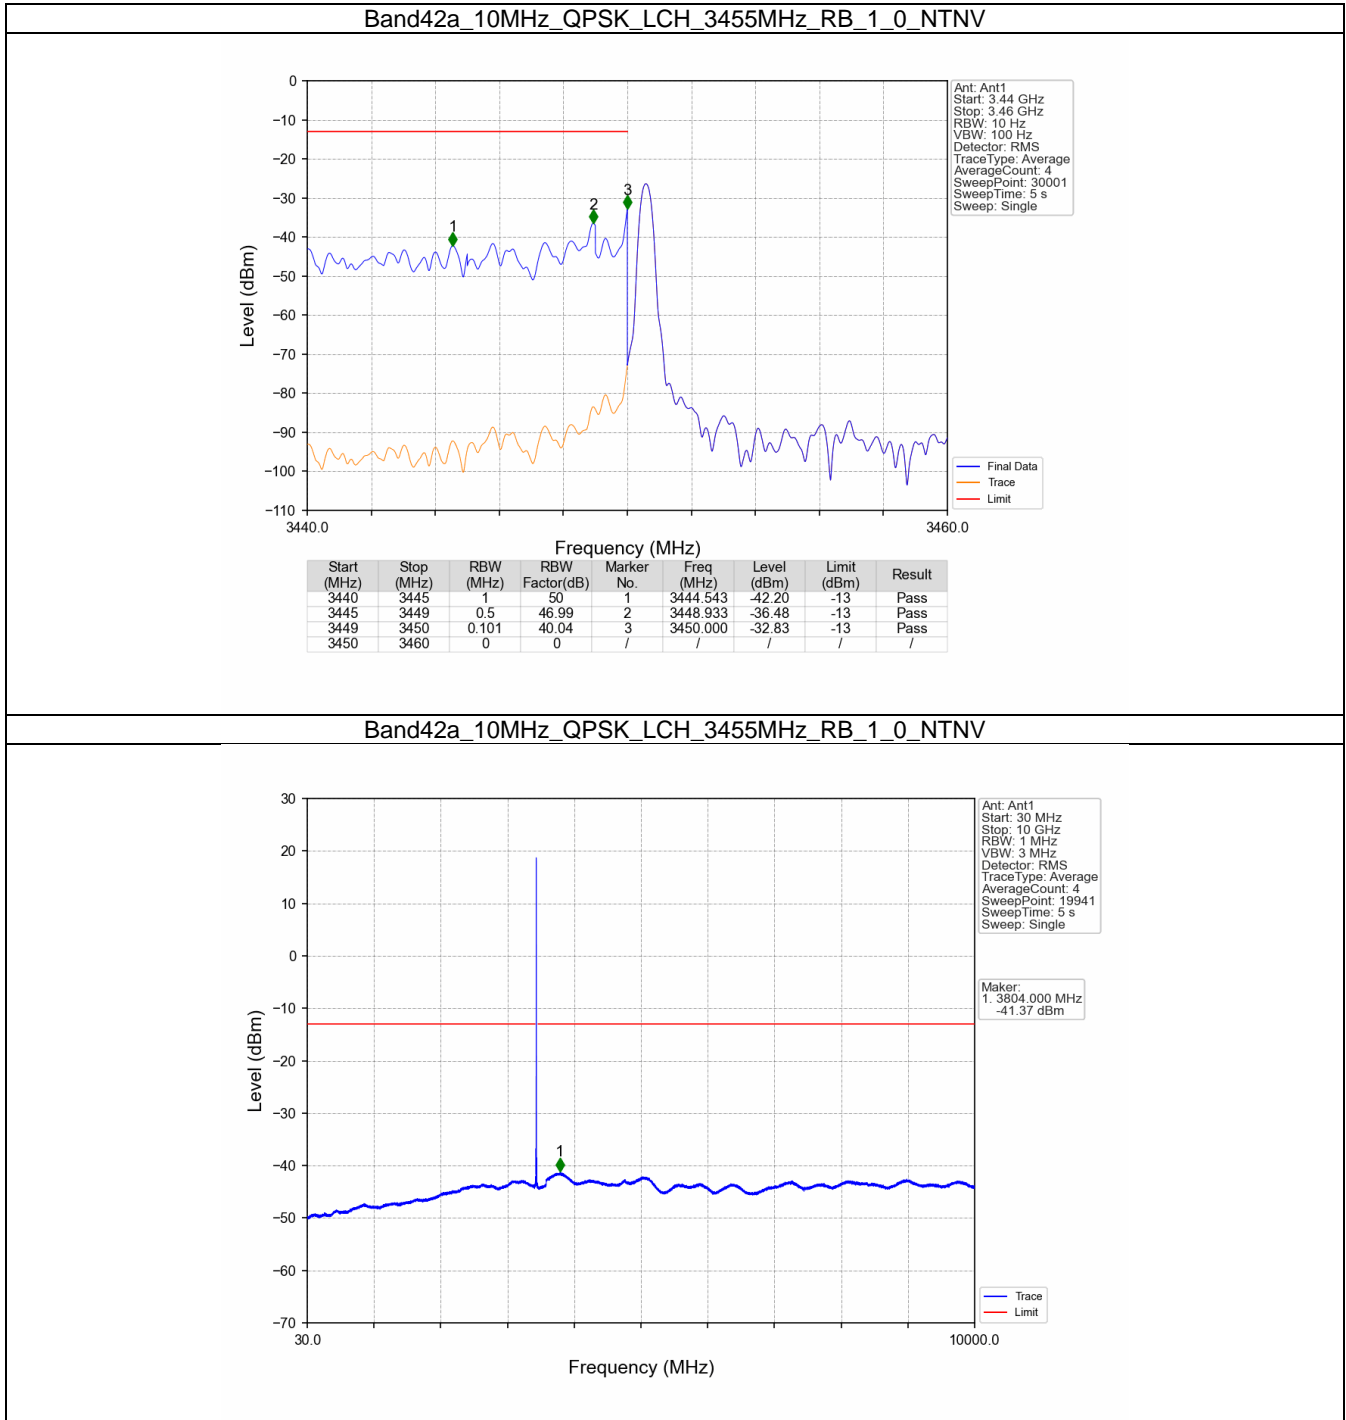 Band42a_10MHz_QPSK_LCH_3455MHz_RB_1_0_NTNV
0
−10
−20
−30
−40
−50
−60
−70
−80
−90
−100
−110
Level (dBm)
1
2
3
3440.0
3460.0
Frequency (MHz)
Ant: Ant1
Start: 3.44 GHz
Stop: 3.46 GHz
RBW: 10 Hz
VBW: 100 Hz
Detector: RMS
TraceType: Average
AverageCount: 4
SweepPoint: 30001
SweepTime: 5 s
Sweep: Single
Final Data
Trace
Limit
Start (MHz) Stop (MHz) RBW (MHz) RBW Factor(dB) Marker No. Freq (MHz) Level (dBm) Limit (dBm) Result
3440 3445 1 50 1 3444.543 -42.20 -13 Pass
3445 3449 0.5 46.99 2 3448.933 -36.48 -13 Pass
3449 3450 0.101 40.04 3 3450.000 -32.83 -13 Pass
3450 3460 0 0 / / / / /
Band42a_10MHz_QPSK_LCH_3455MHz_RB_1_0_NTNV
30
20
10
0
−10
−20
−30
−40
−50
−60
−70
Level (dBm)
1
30.0
10000.0
Frequency (MHz)
Ant: Ant1
Start: 30 MHz
Stop: 10 GHz
RBW: 1 MHz
VBW: 3 MHz
Detector: RMS
TraceType: Average
AverageCount: 4
SweepPoint: 19941
SweepTime: 5 s
Sweep: Single
Maker:
1. 3804.000 MHz
-41.37 dBm
Trace
Limit